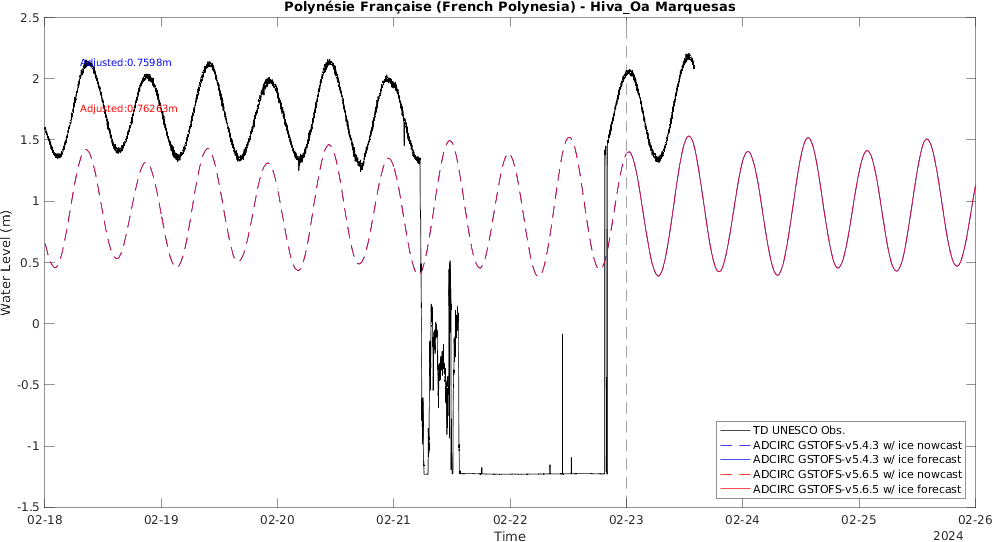 Polynésie Française (French Polynesia) - Hiva_Oa Marquesas
2.5
2
1.5
1
0.5
0
-0.5
-1
-1.5
Water Level (m)
Adjusted:0.7598m
Adjusted:0.76263m
TD UNESCO Obs.
ADCIRC GSTOFS-v5.4.3 w/ ice nowcast
ADCIRC GSTOFS-v5.4.3 w/ ice forecast
ADCIRC GSTOFS-v5.6.5 w/ ice nowcast
ADCIRC GSTOFS-v5.6.5 w/ ice forecast
02-18 02-19 02-20 02-21 02-22 02-23 02-24 02-25 02-26
Time
2024